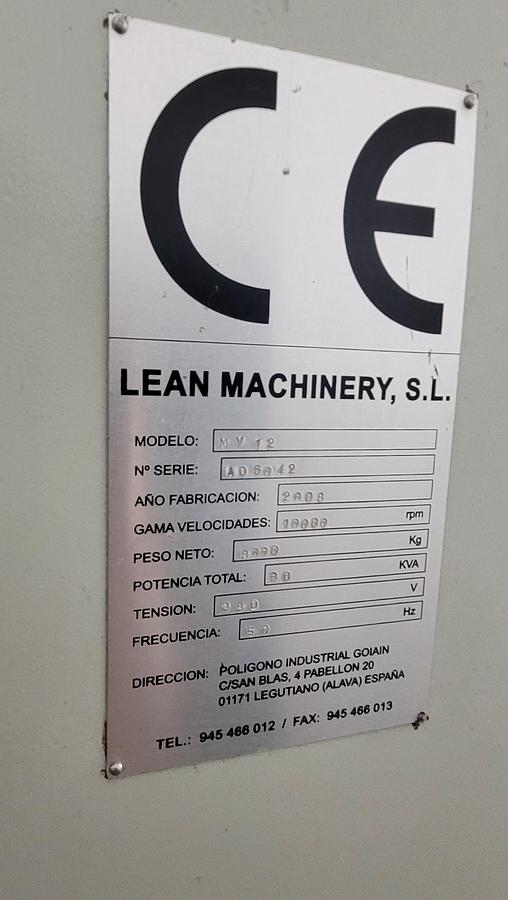 CE
LEAN MACHINERY, S.L.
MODELO: MV 12
Nº SERIE:
AÑO FABRICACION: 2008
GAMA VELOCIDADES: 10000 rpm
PESO NETO: 8000 Kg
POTENCIA TOTAL: 30 KVA
TENSION: 380 V
FRECUENCIA: 50 Hz
DIRECCION: POLIGONO INDUSTRIAL GOIAIN
C/SAN BLAS, 4 PABELLON 20
01171 LEGUTIANO (ALAVA) ESPAÑA
TEL.: 945 466 012 / FAX: 945 466 013